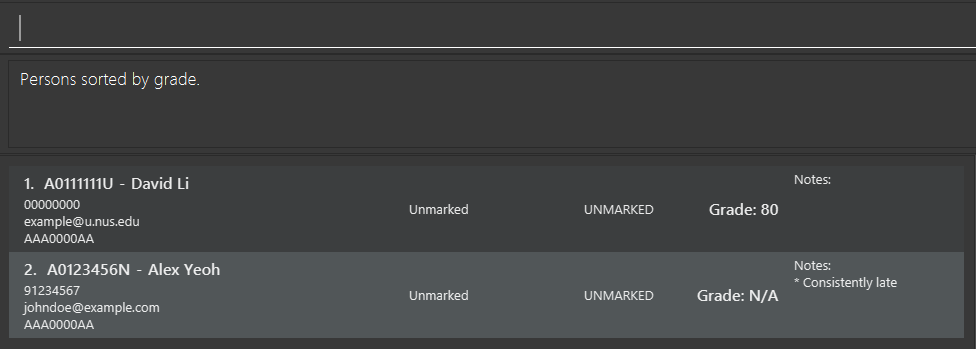 Persons sorted by grade.
1. A0111111U - David Li
00000000
example@u.nus.edu
AAA0000AA
Unmarked
UNMARKED
Grade: 80
Notes:
2. A0123456N - Alex Yeoh
91234567
johndoe@example.com
AAA0000AA
Unmarked
UNMARKED
Grade: N/A
Notes:
* Consistently late